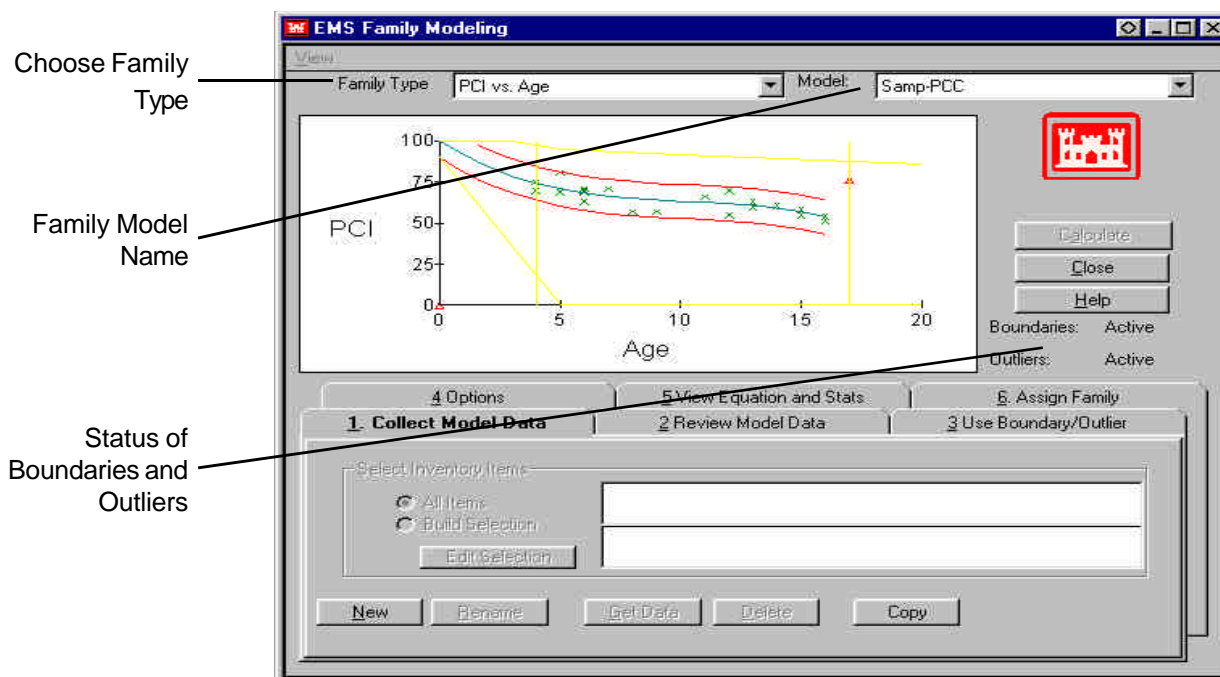 EMS Family Modeling
View
Choose Family
Type
Family Type
PCI vs. Age
Model:
Samp-PCC
100
75
50
25
0
PCI
0
5
10
15
20
Age
Family Model
Name
Calculate
Close
Help
Boundaries: Active
Outliers: Active
Status of
Boundaries and
Outliers
4 Options
5 View Equation and Stats
6. Assign Family
1. Collect Model Data
2 Review Model Data
3 Use Boundary/Outlier
Select Inventory Items
All Items
Build Selection
Edit Selection
New
Rename
Get Data
Delete
Copy